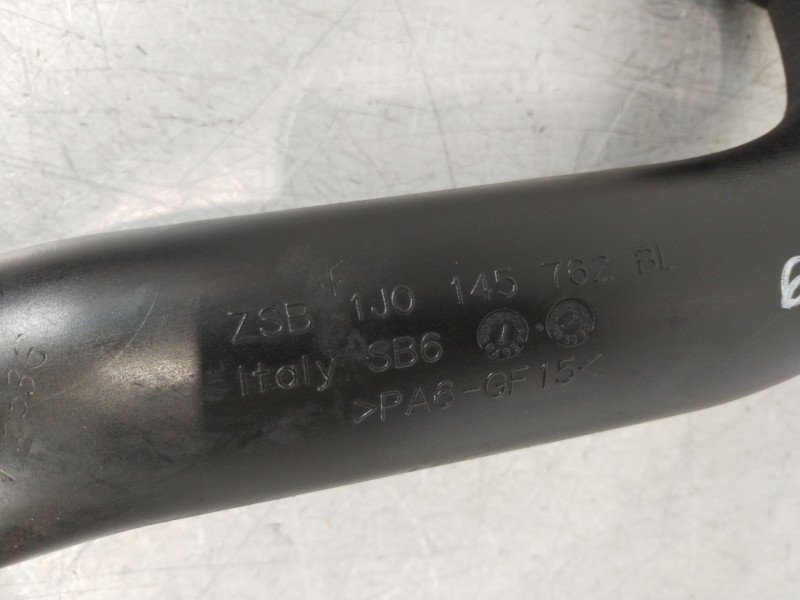 ZSB F 1J0 145 762 BL
Italy SB6
>PA6-GF15<